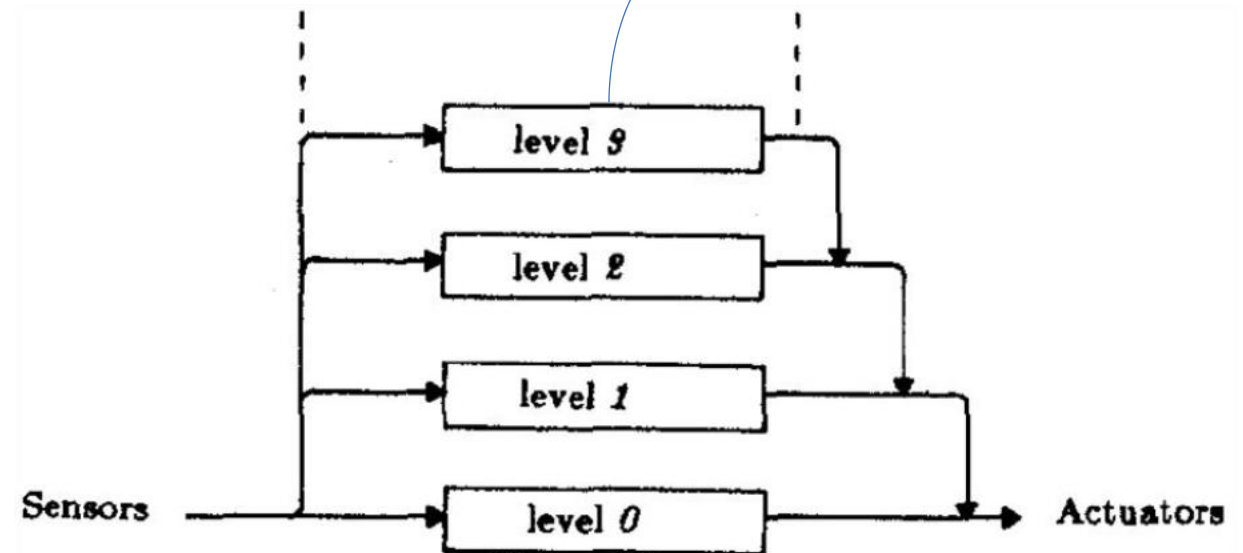 level 3
level 2
level 1
Sensors
level 0
Actuators